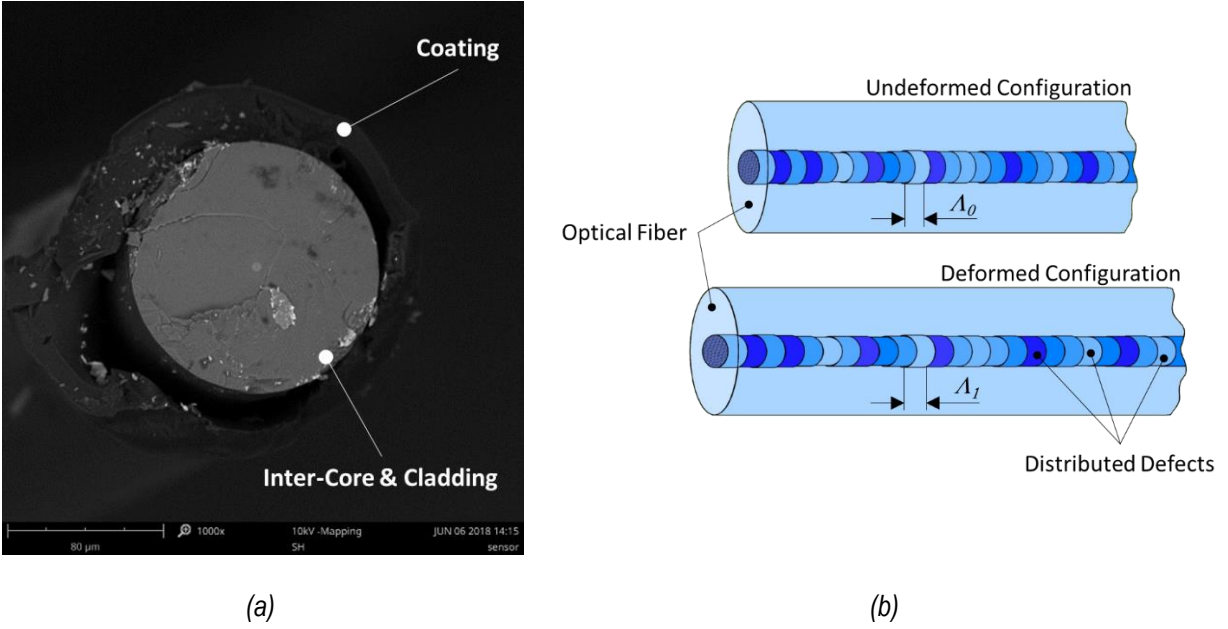 Coating
Inter-Core & Cladding
1000x
10kV -Mapping
JUN 06 2018 14:15
80 μm
SH
sensor
(a)
Undeformed Configuration
Λ0
Optical Fiber
Deformed Configuration
Λ1
Distributed Defects
(b)